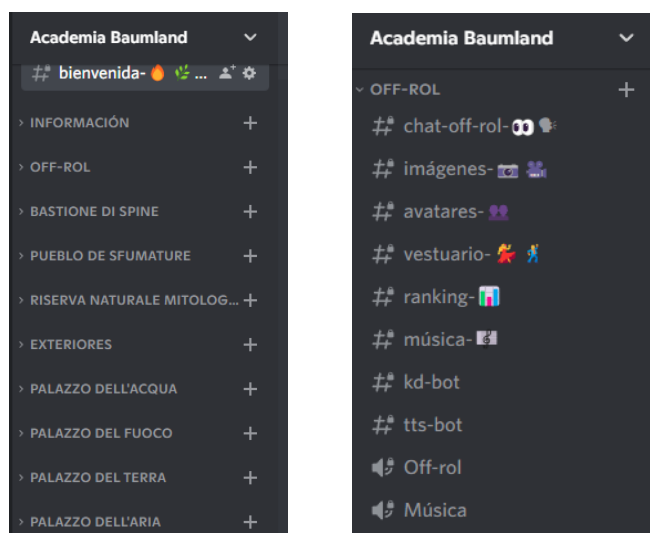 Academia Baumland
bienvenida-🔥 🌿 ...
INFORMACIÓN
OFF-ROL
BASTIONE DI SPINE
PUEBLO DE SFUMATURE
RISERVA NATURALE MITOLOG...
EXTERIORES
PALAZZO DELL'ACQUA
PALAZZO DEL FUOCO
PALAZZO DEL TERRA
PALAZZO DELL'ARIA
Academia Baumland
OFF-ROL
chat-off-rol-👀 🗣
imágenes-📷 🎥
avatares-👥
vestuario-💃 🕺
ranking-📊
música-🎼
kd-bot
tts-bot
Off-rol
Música